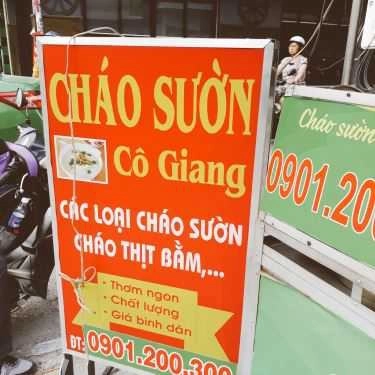 CHÁO SƯỜN
Cô Giang
CÁC LOẠI CHÁO SƯỜN
CHÁO THỊT BẰM,...
- Thơm ngon
- Chất lượng
- Giá bình dân
ĐT: 0901.200.300
Cháo sườn
0901.200